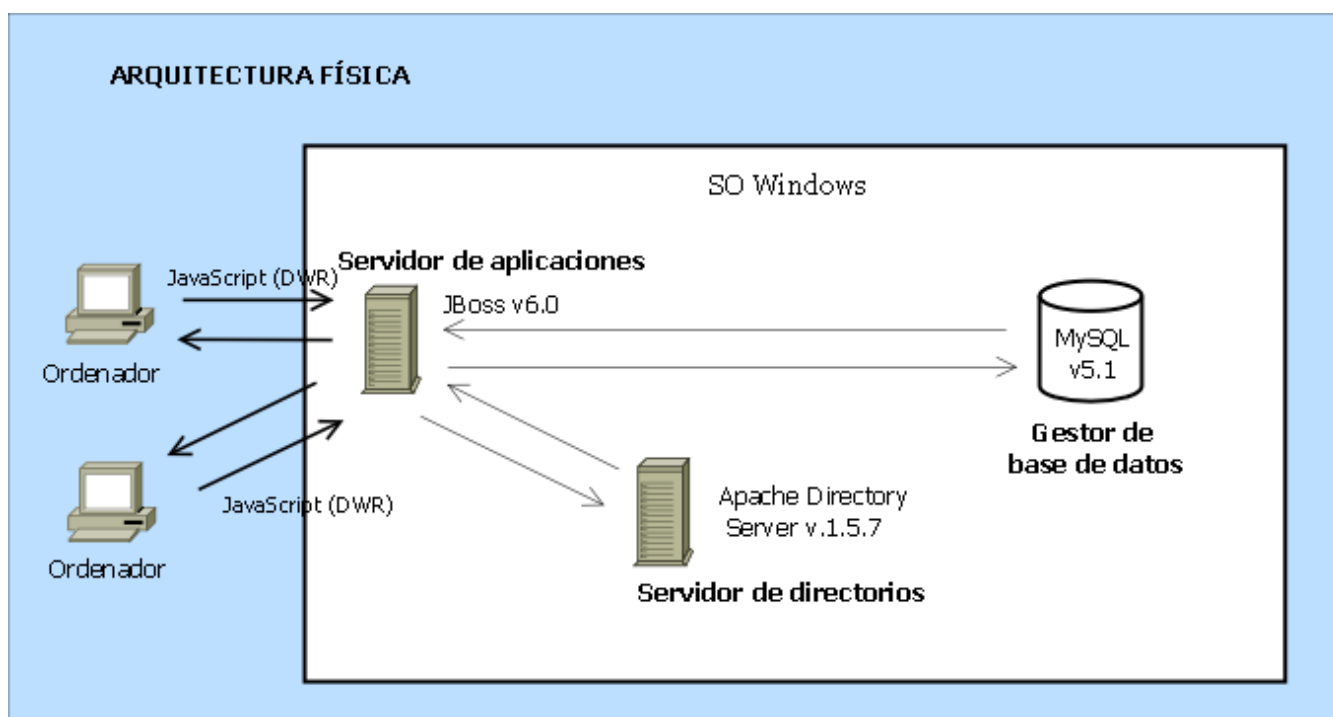 ARQUITECTURA FÍSICA
SO Windows
Servidor de aplicaciones
JBoss v6.0
JavaScript (DWR)
Ordenador
MySQL
v5.1
Gestor de
base de datos
JavaScript (DWR)
Ordenador
Apache Directory
Server v.1.5.7
Servidor de directorios